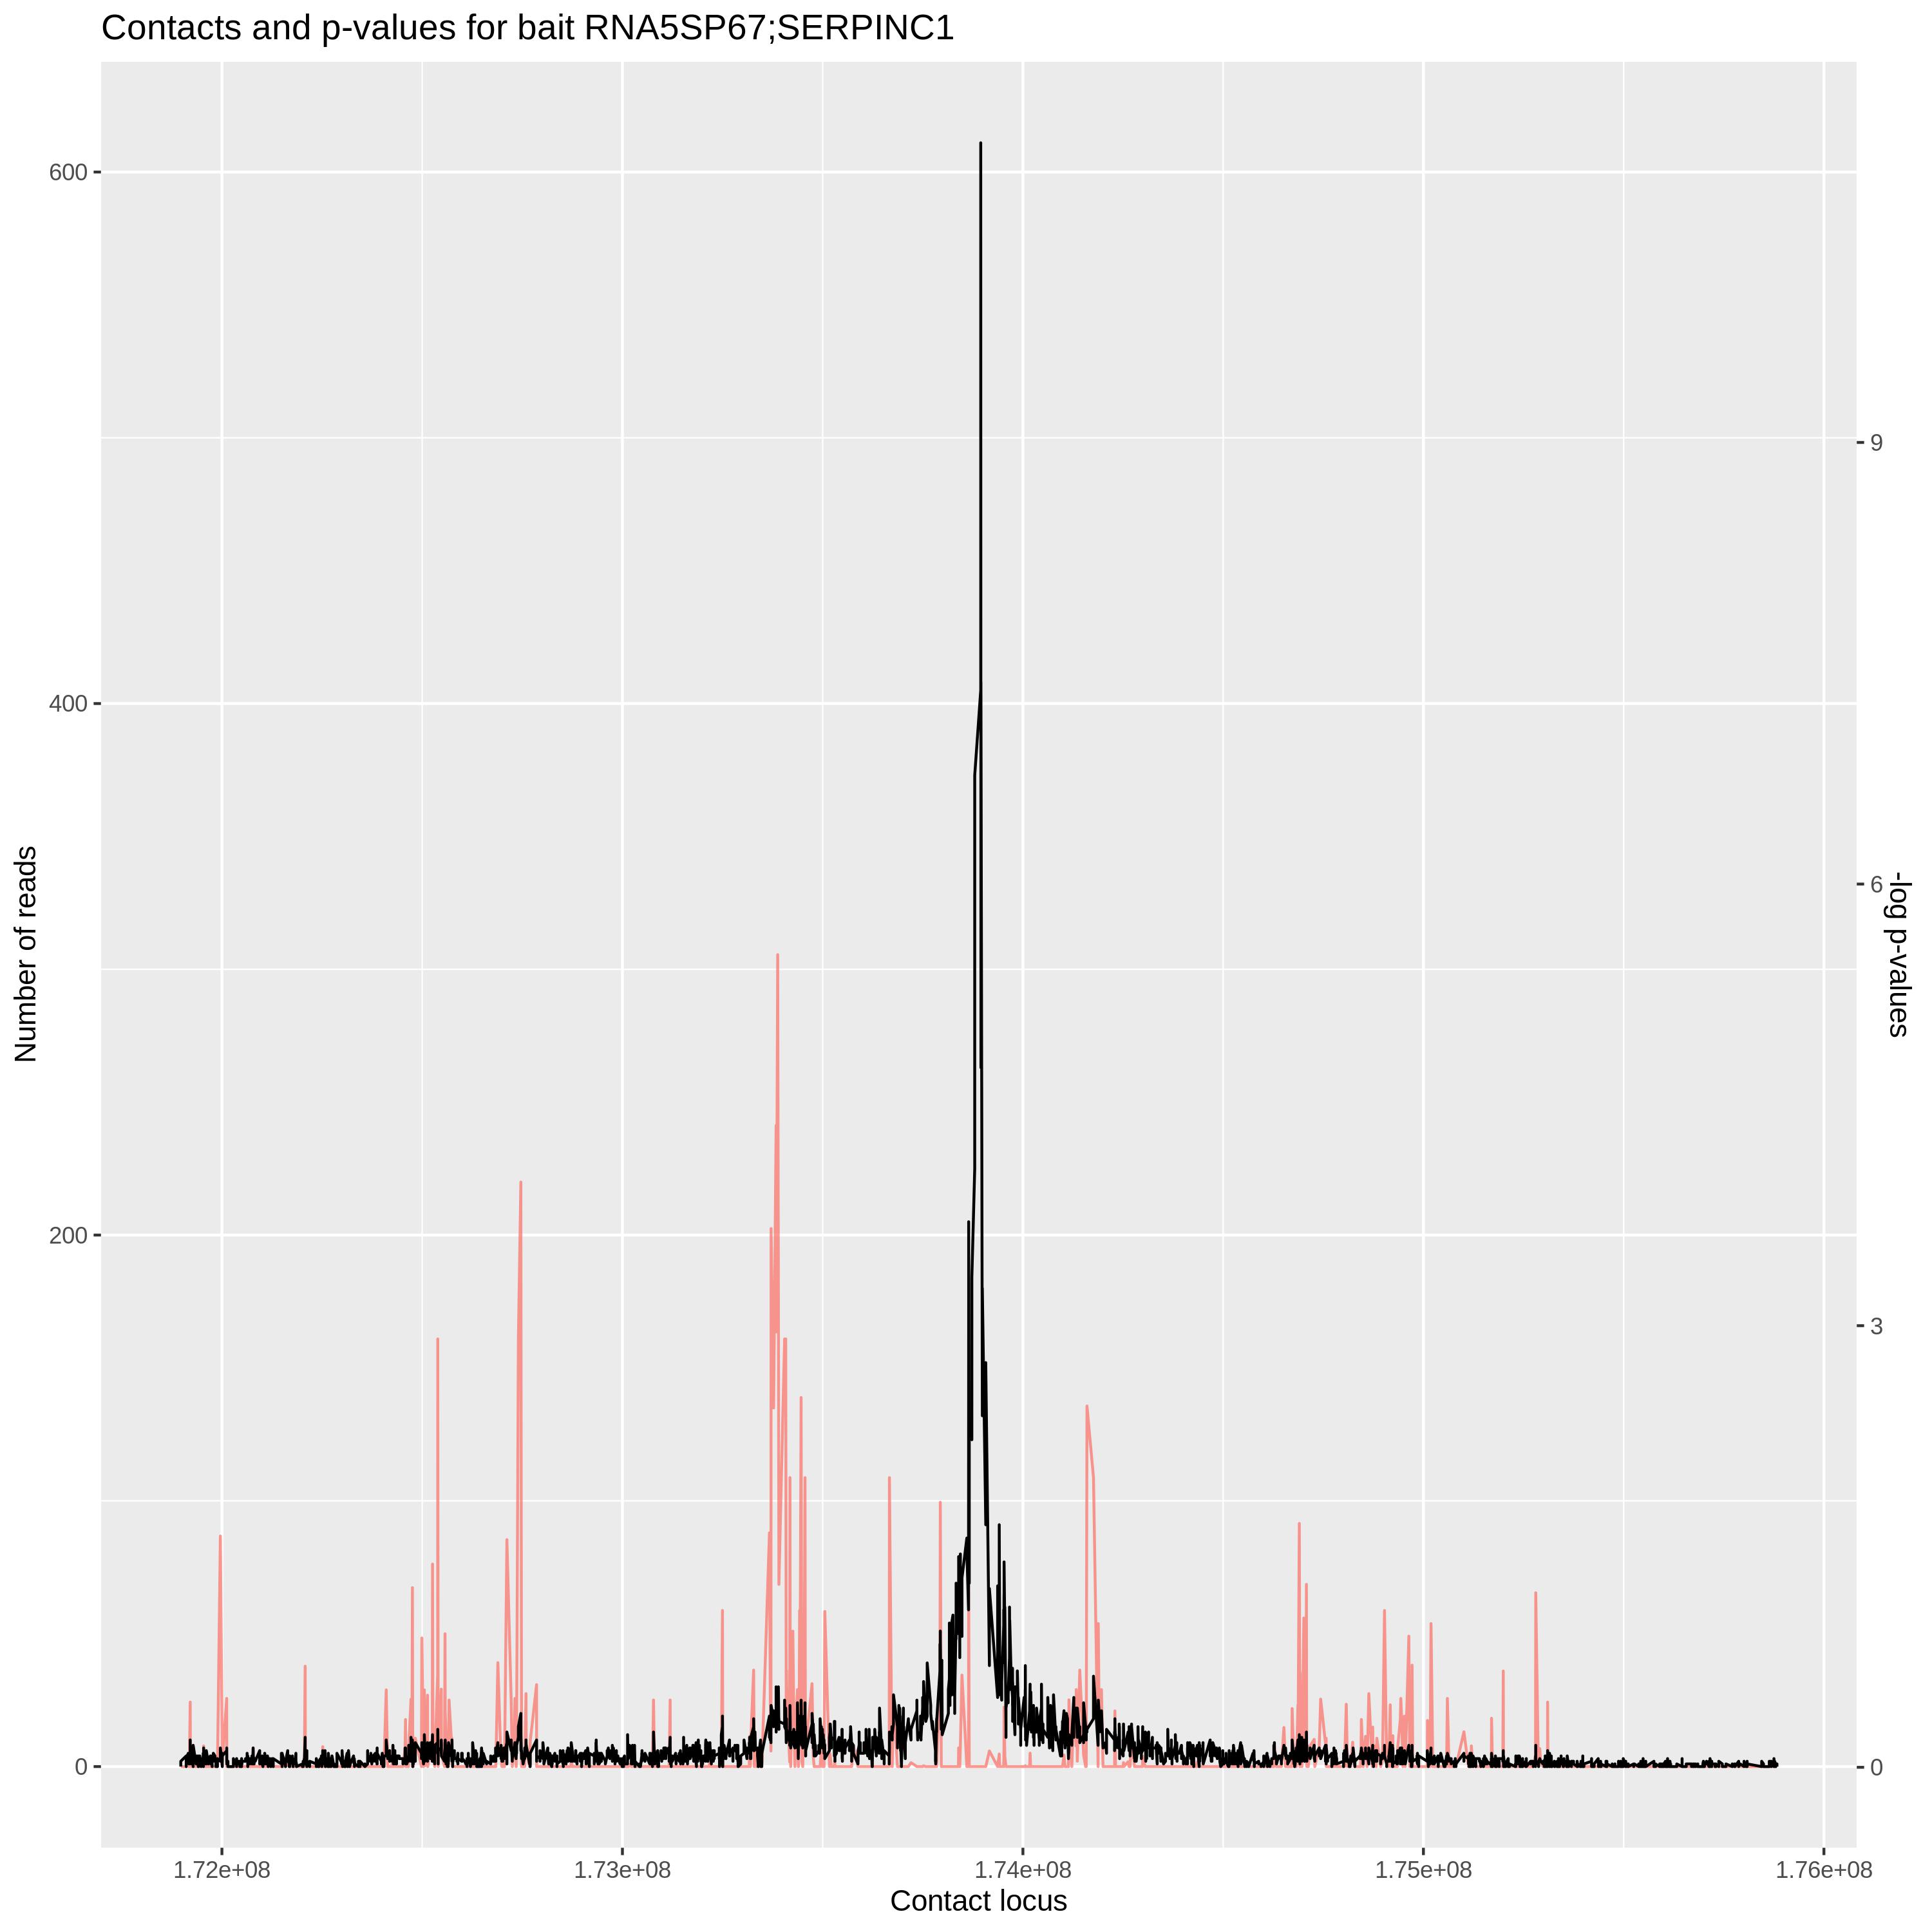 Contacts and p-values for bait RNA5SP67;SERPINC1
600
400
200
0
Number of reads
9
6
3
0
-log p-values
1.72e+08 1.73e+08 1.74e+08 1.75e+08 1.76e+08
Contact locus